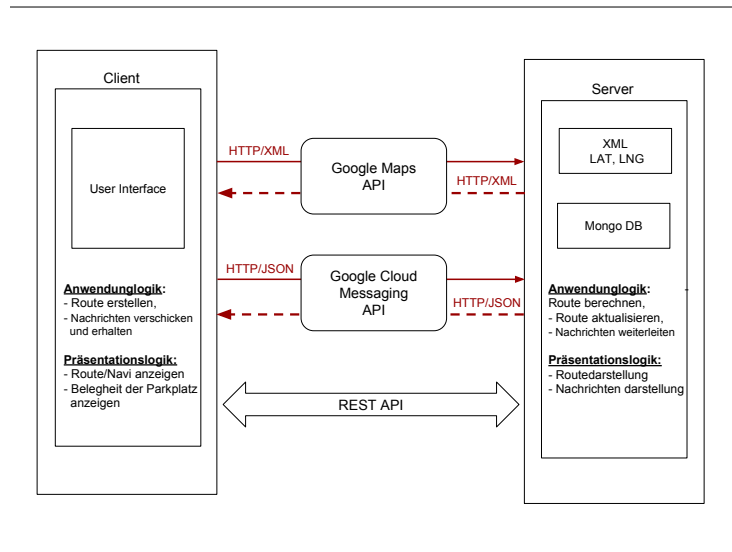 Client
User Interface
Anwendunglogik:
- Route erstellen,
- Nachrichten verschicken
und erhalten
Präsentationslogik:
- Route/Navi anzeigen
- Belegheit der Parkplatz
anzeigen
HTTP/XML
Google Maps
API
HTTP/XML
HTTP/JSON
Google Cloud
Messaging
API
HTTP/JSON
REST API
Server
XML
LAT, LNG
Mongo DB
Anwendunglogik:
Route berechnen,
- Route aktualisieren,
- Nachrichten weiterleiten
Präsentationslogik:
- Routedarstellung
- Nachrichten darstellung
-